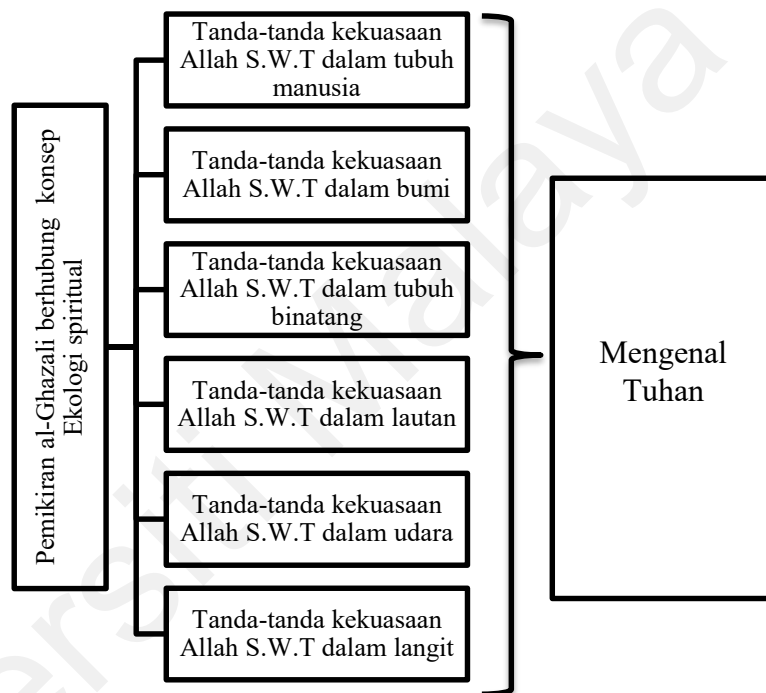 Pemikiran al-Ghazali berhubung konsep
Ekologi spiritual
Tanda-tanda kekuasaan
Allah S.W.T dalam tubuh
manusia
Tanda-tanda kekuasaan
Allah S.W.T dalam bumi
Tanda-tanda kekuasaan
Allah S.W.T dalam tubuh
binatang
Tanda-tanda kekuasaan
Allah S.W.T dalam lautan
Tanda-tanda kekuasaan
Allah S.W.T dalam udara
Tanda-tanda kekuasaan
Allah S.W.T dalam langit
Mengenal
Tuhan
ersiti Malaya